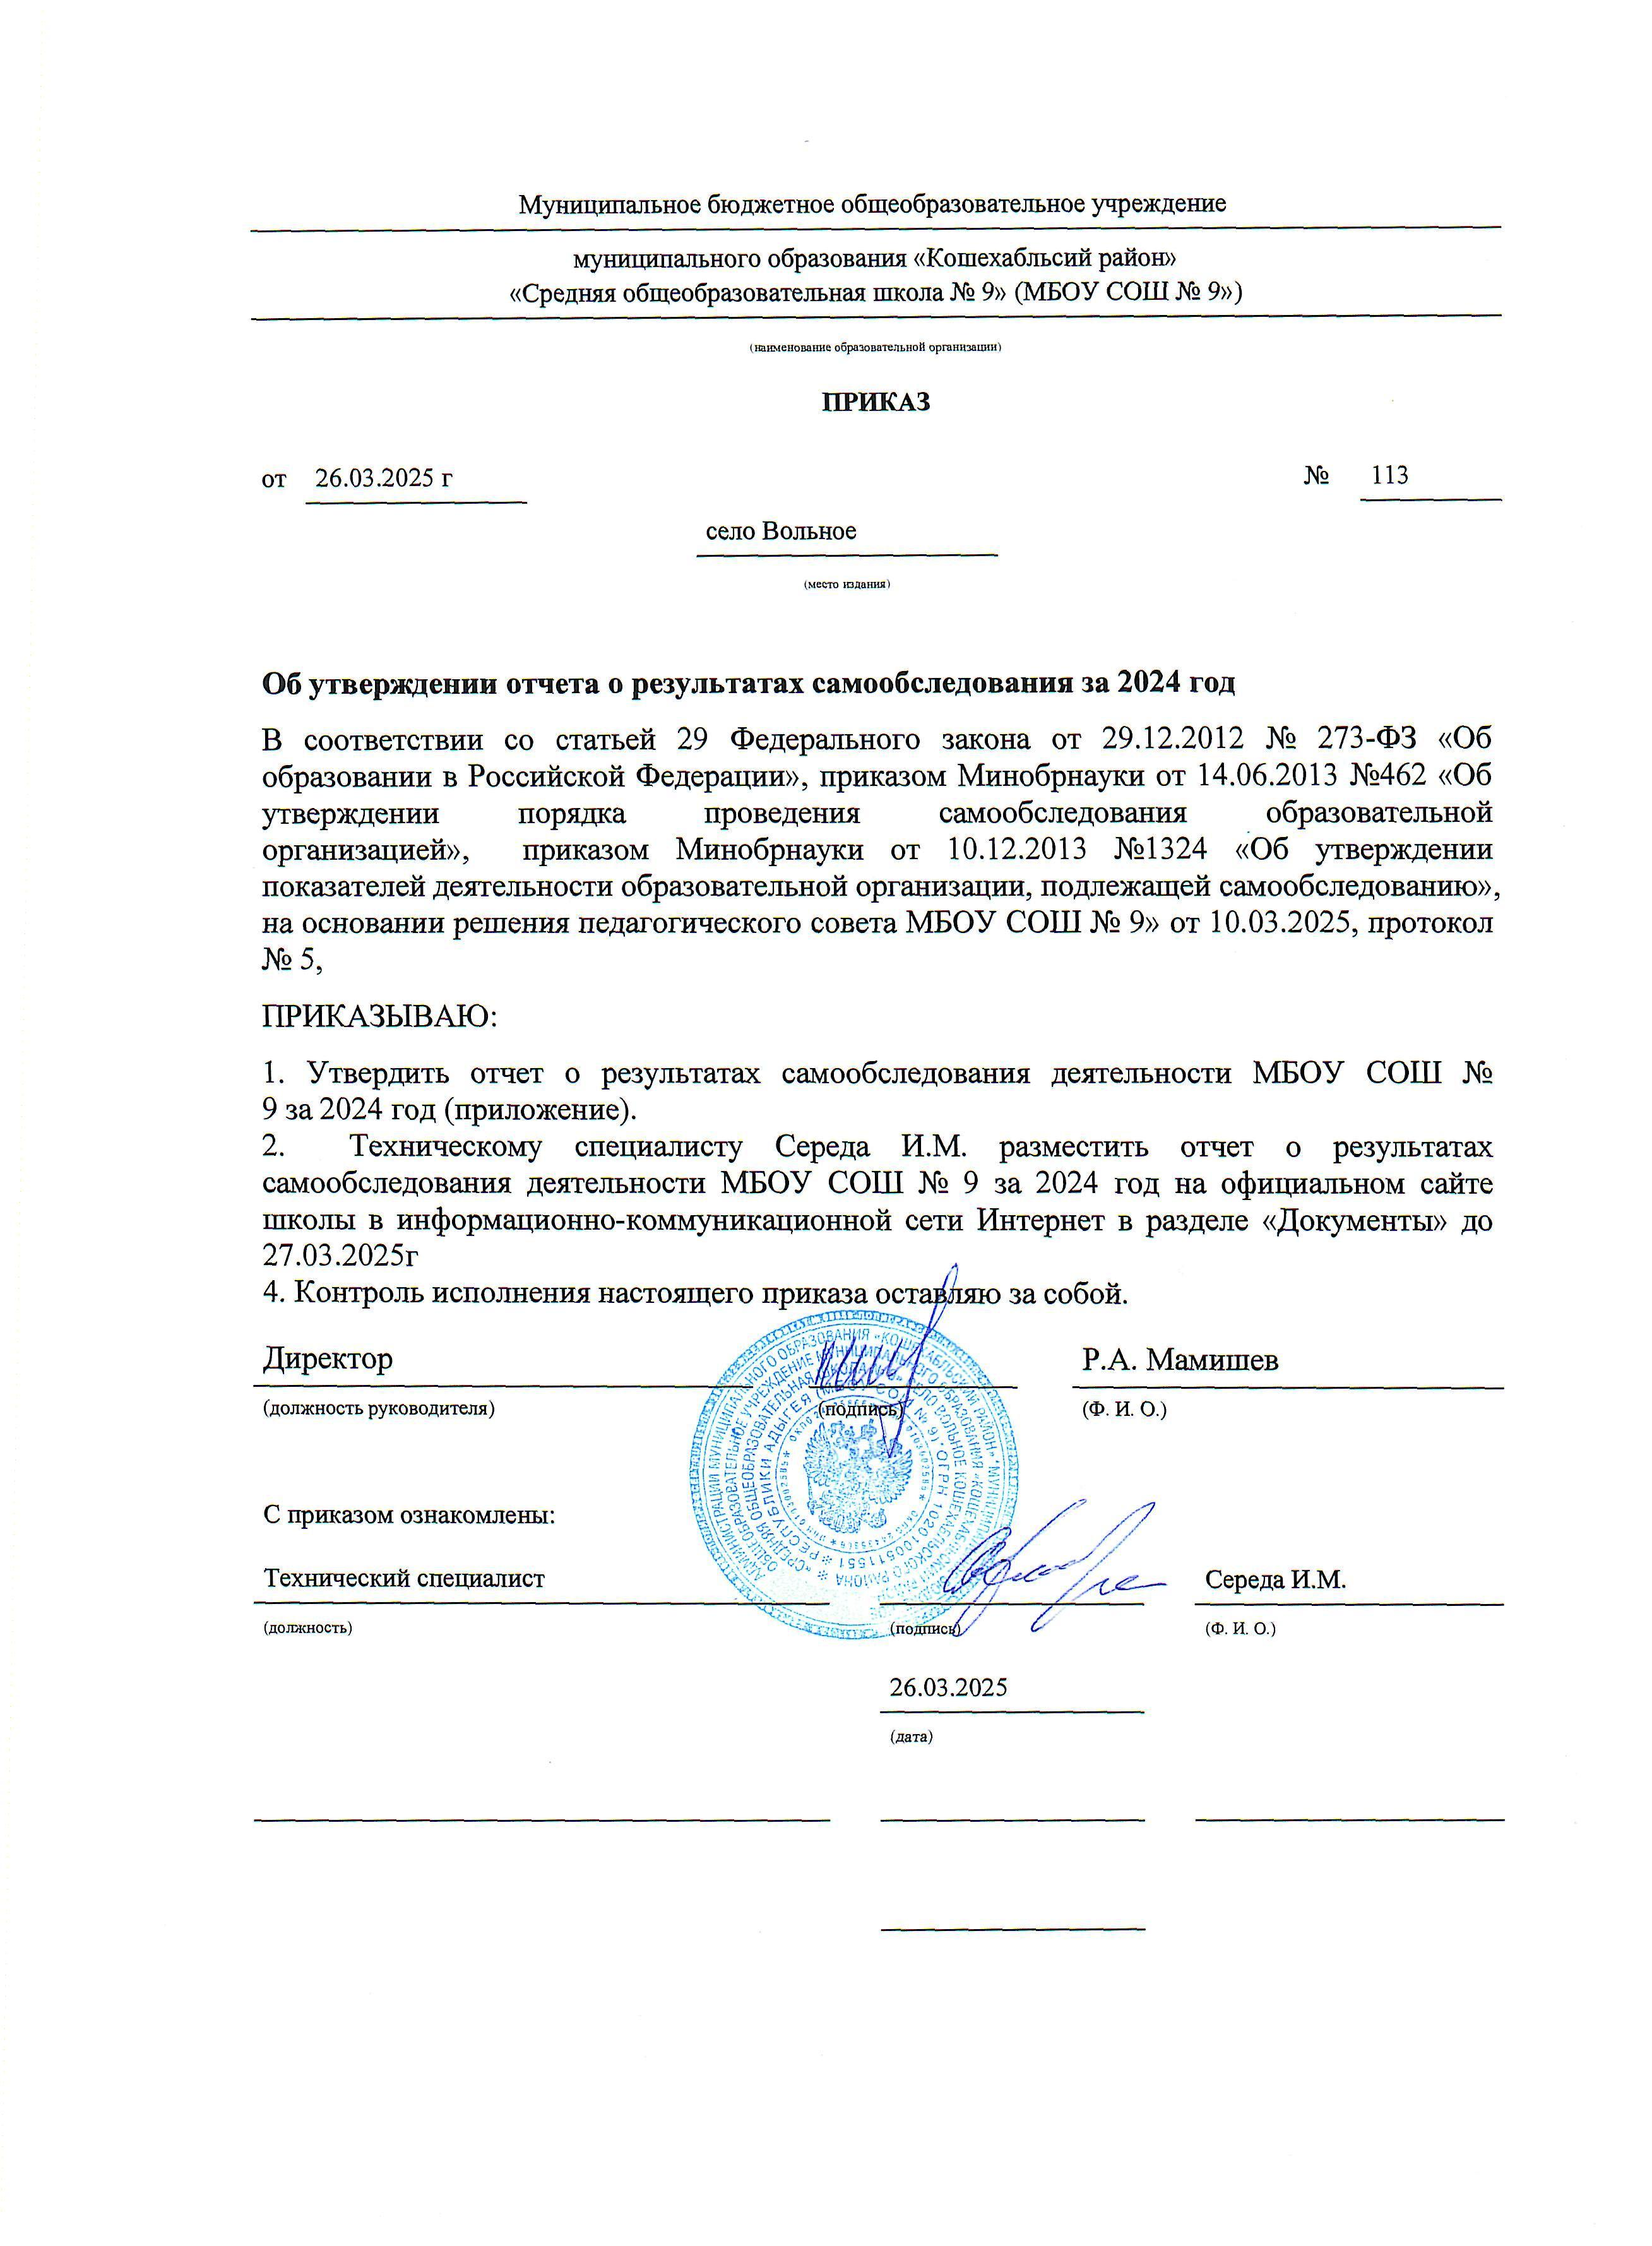 Муниципальное бюджетное общеобразовательное учреждение
муниципального образования «Кошехабльсий район»
«Средняя общеобразовательная школа № 9» (МБОУ СОШ № 9»)
(наименование образовательной организации)
ПРИКАЗ
от 26.03.2025 г № 113
село Вольное
(место издания)
Об утверждении отчета о результатах самообследования за 2024 год
В соответствии со статьей 29 Федерального закона от 29.12.2012 № 273-ФЗ «Об
образовании в Российской Федерации», приказом Минобрнауки от 14.06.2013 №462 «Об
утверждении порядка проведения самообследования образовательной
организацией», приказом Минобрнауки от 10.12.2013 №1324 «Об утверждении
показателей деятельности образовательной организации, подлежащей самообследованию»,
на основании решения педагогического совета МБОУ СОШ № 9» от 10.03.2025, протокол
№ 5,
ПРИКАЗЫВАЮ:
1. Утвердить отчет о результатах самообследования деятельности МБОУ СОШ №
9 за 2024 год (приложение).
2. Техническому специалисту Середа И.М. разместить отчет о результатах
самообследования деятельности МБОУ СОШ № 9 за 2024 год на официальном сайте
школы в информационно-коммуникационной сети Интернет в разделе «Документы» до
27.03.2025г
4. Контроль исполнения настоящего приказа оставляю за собой.
Директор Р.А. Мамишев
(должность руководителя) (подпись) (Ф. И. О.)
С приказом ознакомлены:
Технический специалист Середа И.М.
(должность) (подпись) (Ф. И. О.)
26.03.2025
(дата)